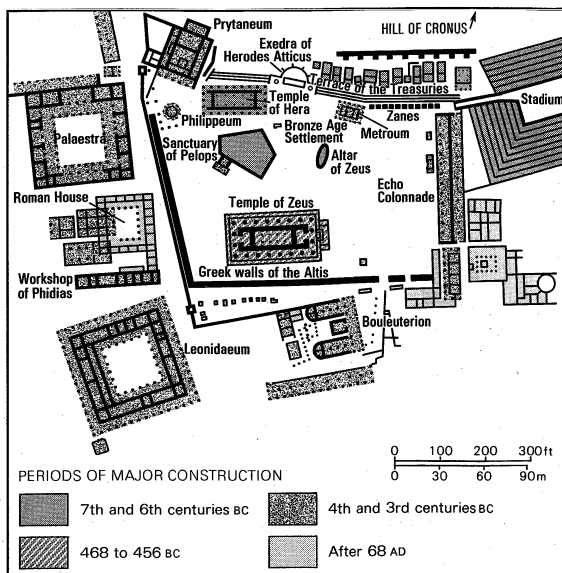 Prytaneum
HILL OF CRONUS
Exedra of
Herodes Atticus
Terrace of the Treasuries
Stadium
Temple
of Hera
Zanes
Philippeum
Bronze Age
Settlement
Metroum
Palaestra
Sanctuary
of Pelops
Altar
of Zeus
Echo
Colonnade
Roman House
Temple of Zeus
Workshop
of Phidias
Greek walls of the Altis
Bouleuterion
Leonidaeum
0 100 200 300ft
0 30 60 90m
PERIODS OF MAJOR CONSTRUCTION
7th and 6th centuries BC
4th and 3rd centuries BC
468 to 456 BC
After 68 AD